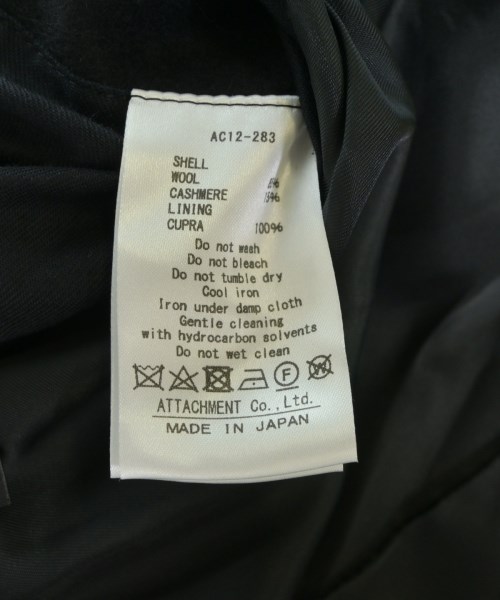 AC12-283
SHELL
WOOL
CASHMERE
LINING
CUPRA 100%
Do not wash
Do not bleach
Do not tumble dry
Cool iron
Iron under damp cloth
Gentle cleaning
with hydrocarbon solvents
Do not wet clean
F W
ATTACHMENT Co.,Ltd.
MADE IN JAPAN